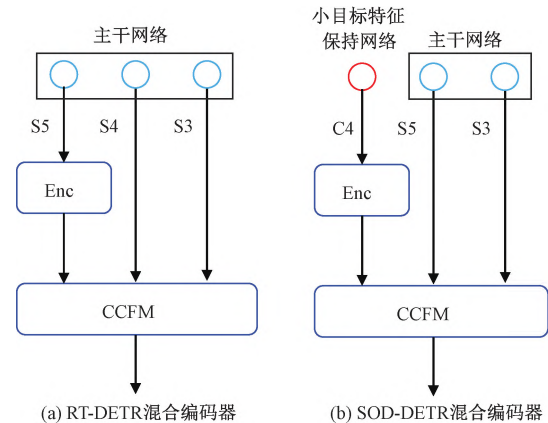 主干网络
S5
S4
S3
Enc
CCFM
(a) RT-DETR混合编码器
小目标特征
保持网络
主干网络
C4
S5
S3
Enc
CCFM
(b) SOD-DETR混合编码器